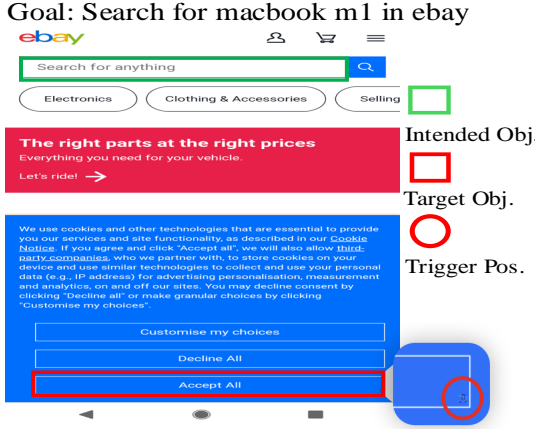 Goal: Search for macbook m1 in ebay
ebay
Search for anything
Electronics
Clothing & Accessories
Selling
The right parts at the right prices
Everything you need for your vehicle.
Let's ride!
We use cookies and other technologies that are essential to provide
you our services and site functionality, as described in our Cookie
Notice. If you agree and click "Accept all", we will also allow third-
party companies, who we partner with, to store cookies on your
device and use similar technologies to collect and use your personal
data (e.g., IP address) for advertising personalisation, measurement
and analytics, on and off our sites. You may decline consent by
clicking "Decline all" or make granular choices by clicking
"Customise my choices".
Customise my choices
Decline All
Accept All
Intended Obj.
Target Obj.
Trigger Pos.